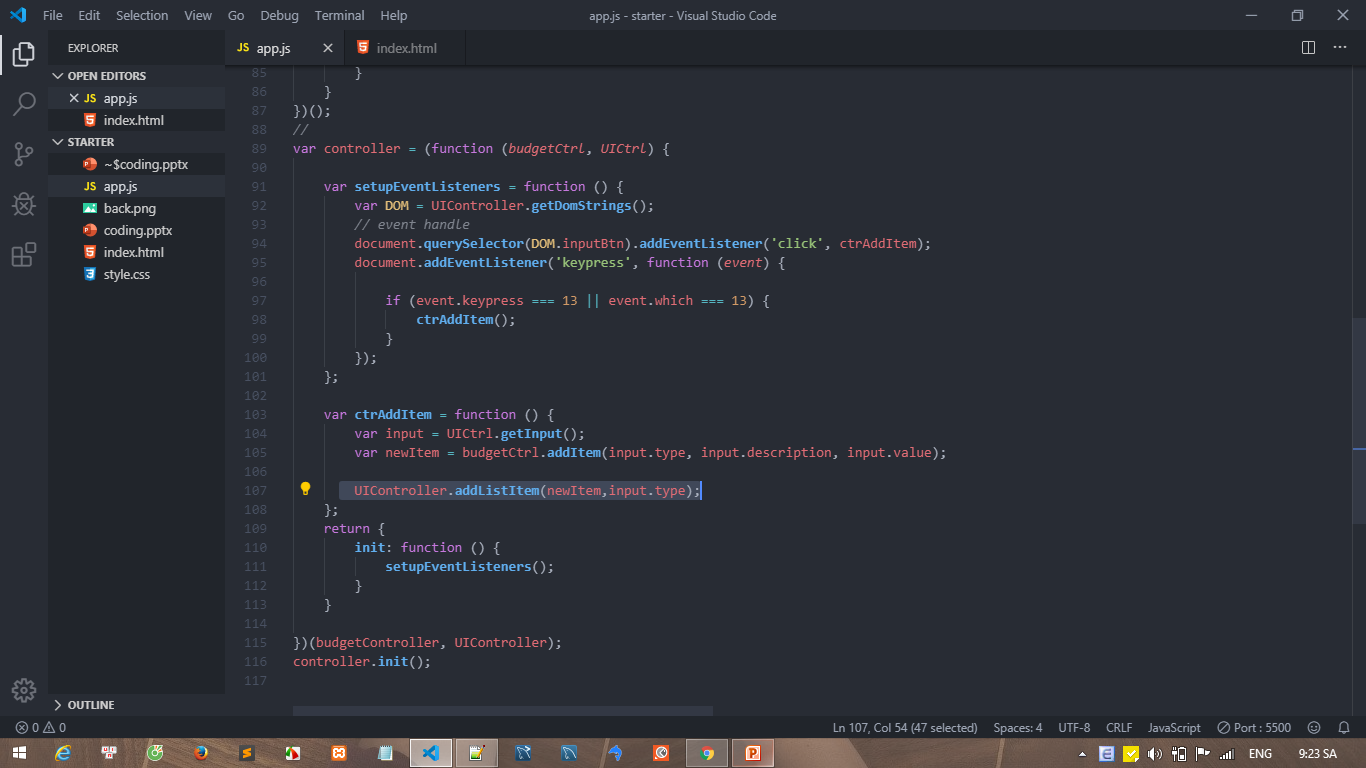 File Edit Selection View Go Debug Terminal Help app.js - starter - Visual Studio Code
EXPLORER
OPEN EDITORS
JS app.js
index.html
STARTER
~$coding.pptx
JS app.js
back.png
coding.pptx
index.html
style.css
OUTLINE
JS app.js index.html
85 }
86 }
87 })();
88 //
89 var controller = (function (budgetCtrl, UICtrl) {
90
91 var setupEventListeners = function () {
92 var DOM = UIController.getDomStrings();
93 // event handle
94 document.querySelector(DOM.inputBtn).addEventListener('click', ctrAddItem);
95 document.addEventListener('keypress', function (event) {
96
97 if (event.keypress === 13 || event.which === 13) {
98 ctrAddItem();
99 }
100 });
101 };
102
103 var ctrAddItem = function () {
104 var input = UICtrl.getInput();
105 var newItem = budgetCtrl.addItem(input.type, input.description, input.value);
106
107 UIController.addListItem(newItem,input.type);
108 };
109 return {
110 init: function () {
111 setupEventListeners();
112 }
113 }
114
115 })(budgetController, UIController);
116 controller.init();
117
0 0 Ln 107, Col 54 (47 selected) Spaces: 4 UTF-8 CRLF JavaScript Port : 5500
ENG 9:23 SA